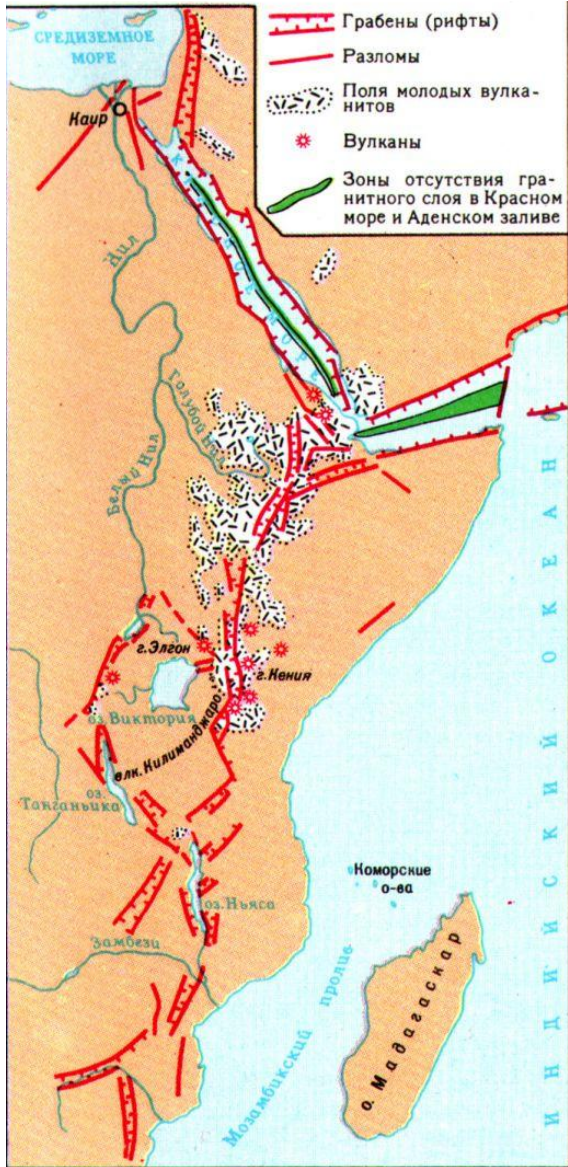 СРЕДИЗЕМНОЕ
МОРЕ
Каир
Грабены (рифты)
Разломы
Поля молодых вулка-
нитов
Вулканы
Зоны отсутствия гра-
нитного слоя в Красном
море и Аденском заливе
Нил
КРАСНОЕ МОРЕ
Голубой Нил
Белый Нил
г.Элгон
г.Кения
оз.Виктория
влк.Килиманджаро
оз.
Танганьика
оз.Ньяса
Замбези
Коморские
о-ва
о. Мадагаскар
Мозамбикский пролив
ИНДИЙСКИЙ ОКЕАН